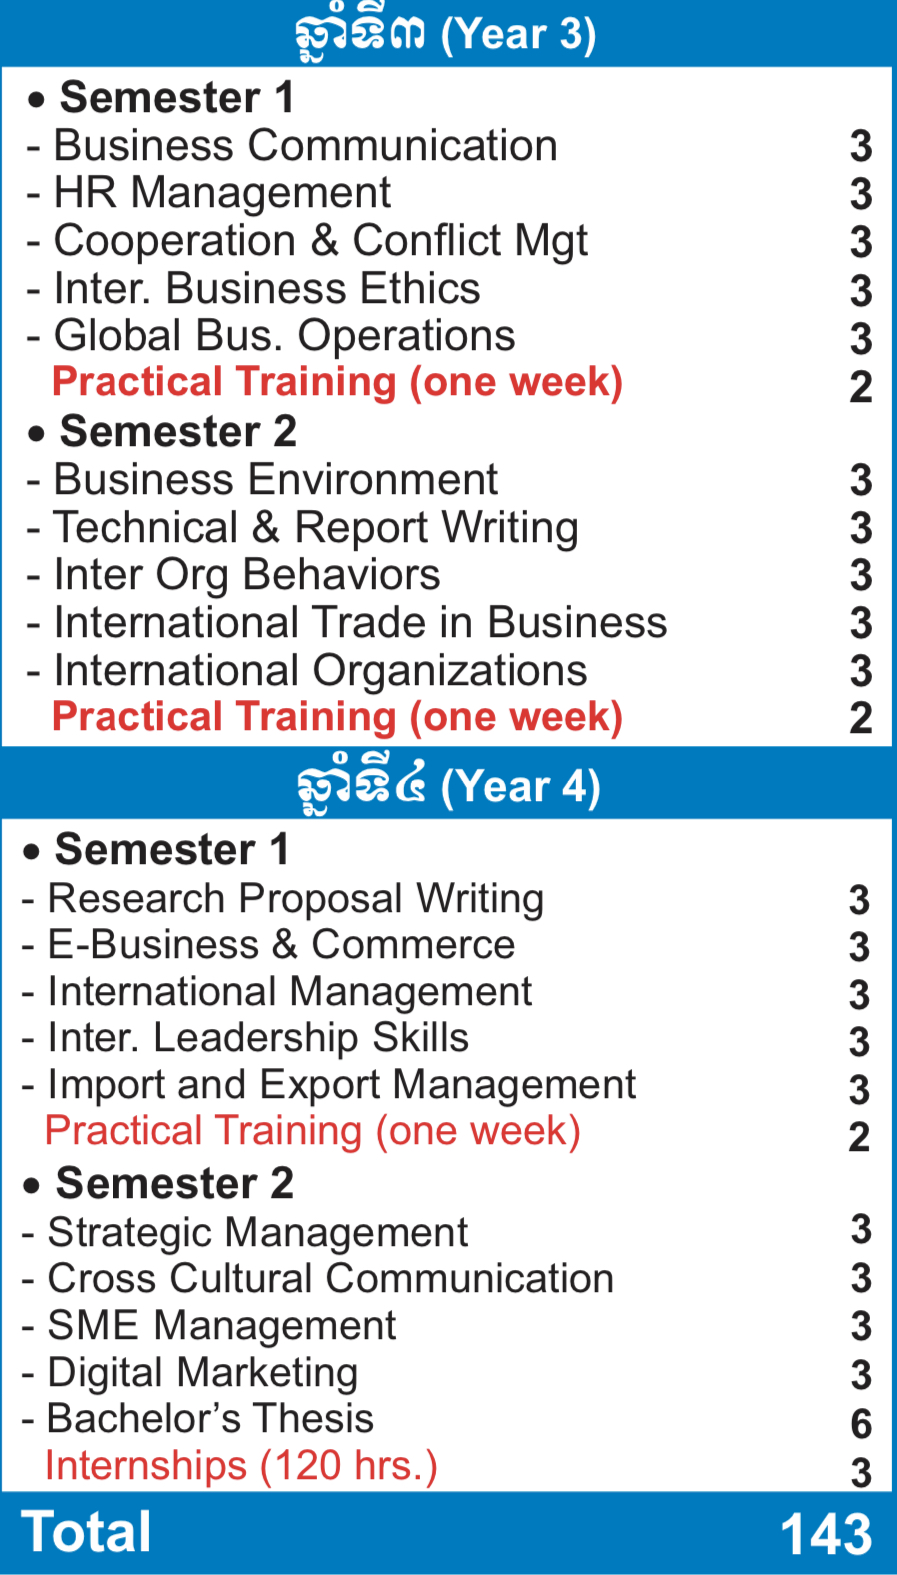 ឆ្នាំទី៣ (Year 3)
• Semester 1
- Business Communication 3
- HR Management 3
- Cooperation & Conflict Mgt 3
- Inter. Business Ethics 3
- Global Bus. Operations 3
Practical Training (one week) 2
• Semester 2
- Business Environment 3
- Technical & Report Writing 3
- Inter Org Behaviors 3
- International Trade in Business 3
- International Organizations 3
Practical Training (one week) 2
ឆ្នាំទី៤ (Year 4)
• Semester 1
- Research Proposal Writing 3
- E-Business & Commerce 3
- International Management 3
- Inter. Leadership Skills 3
- Import and Export Management 3
Practical Training (one week) 2
• Semester 2
- Strategic Management 3
- Cross Cultural Communication 3
- SME Management 3
- Digital Marketing 3
- Bachelor’s Thesis 6
Internships (120 hrs.) 3
Total 143